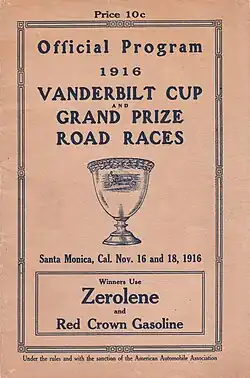 Price 10c
Official Program
1916
VANDERBILT CUP
AND
GRAND PRIZE
ROAD RACES
Santa Monica, Cal. Nov. 16 and 18, 1916
Winners Use
Zerolene
and
Red Crown Gasoline
Under the rules and with the sanction of the American Automobile Association